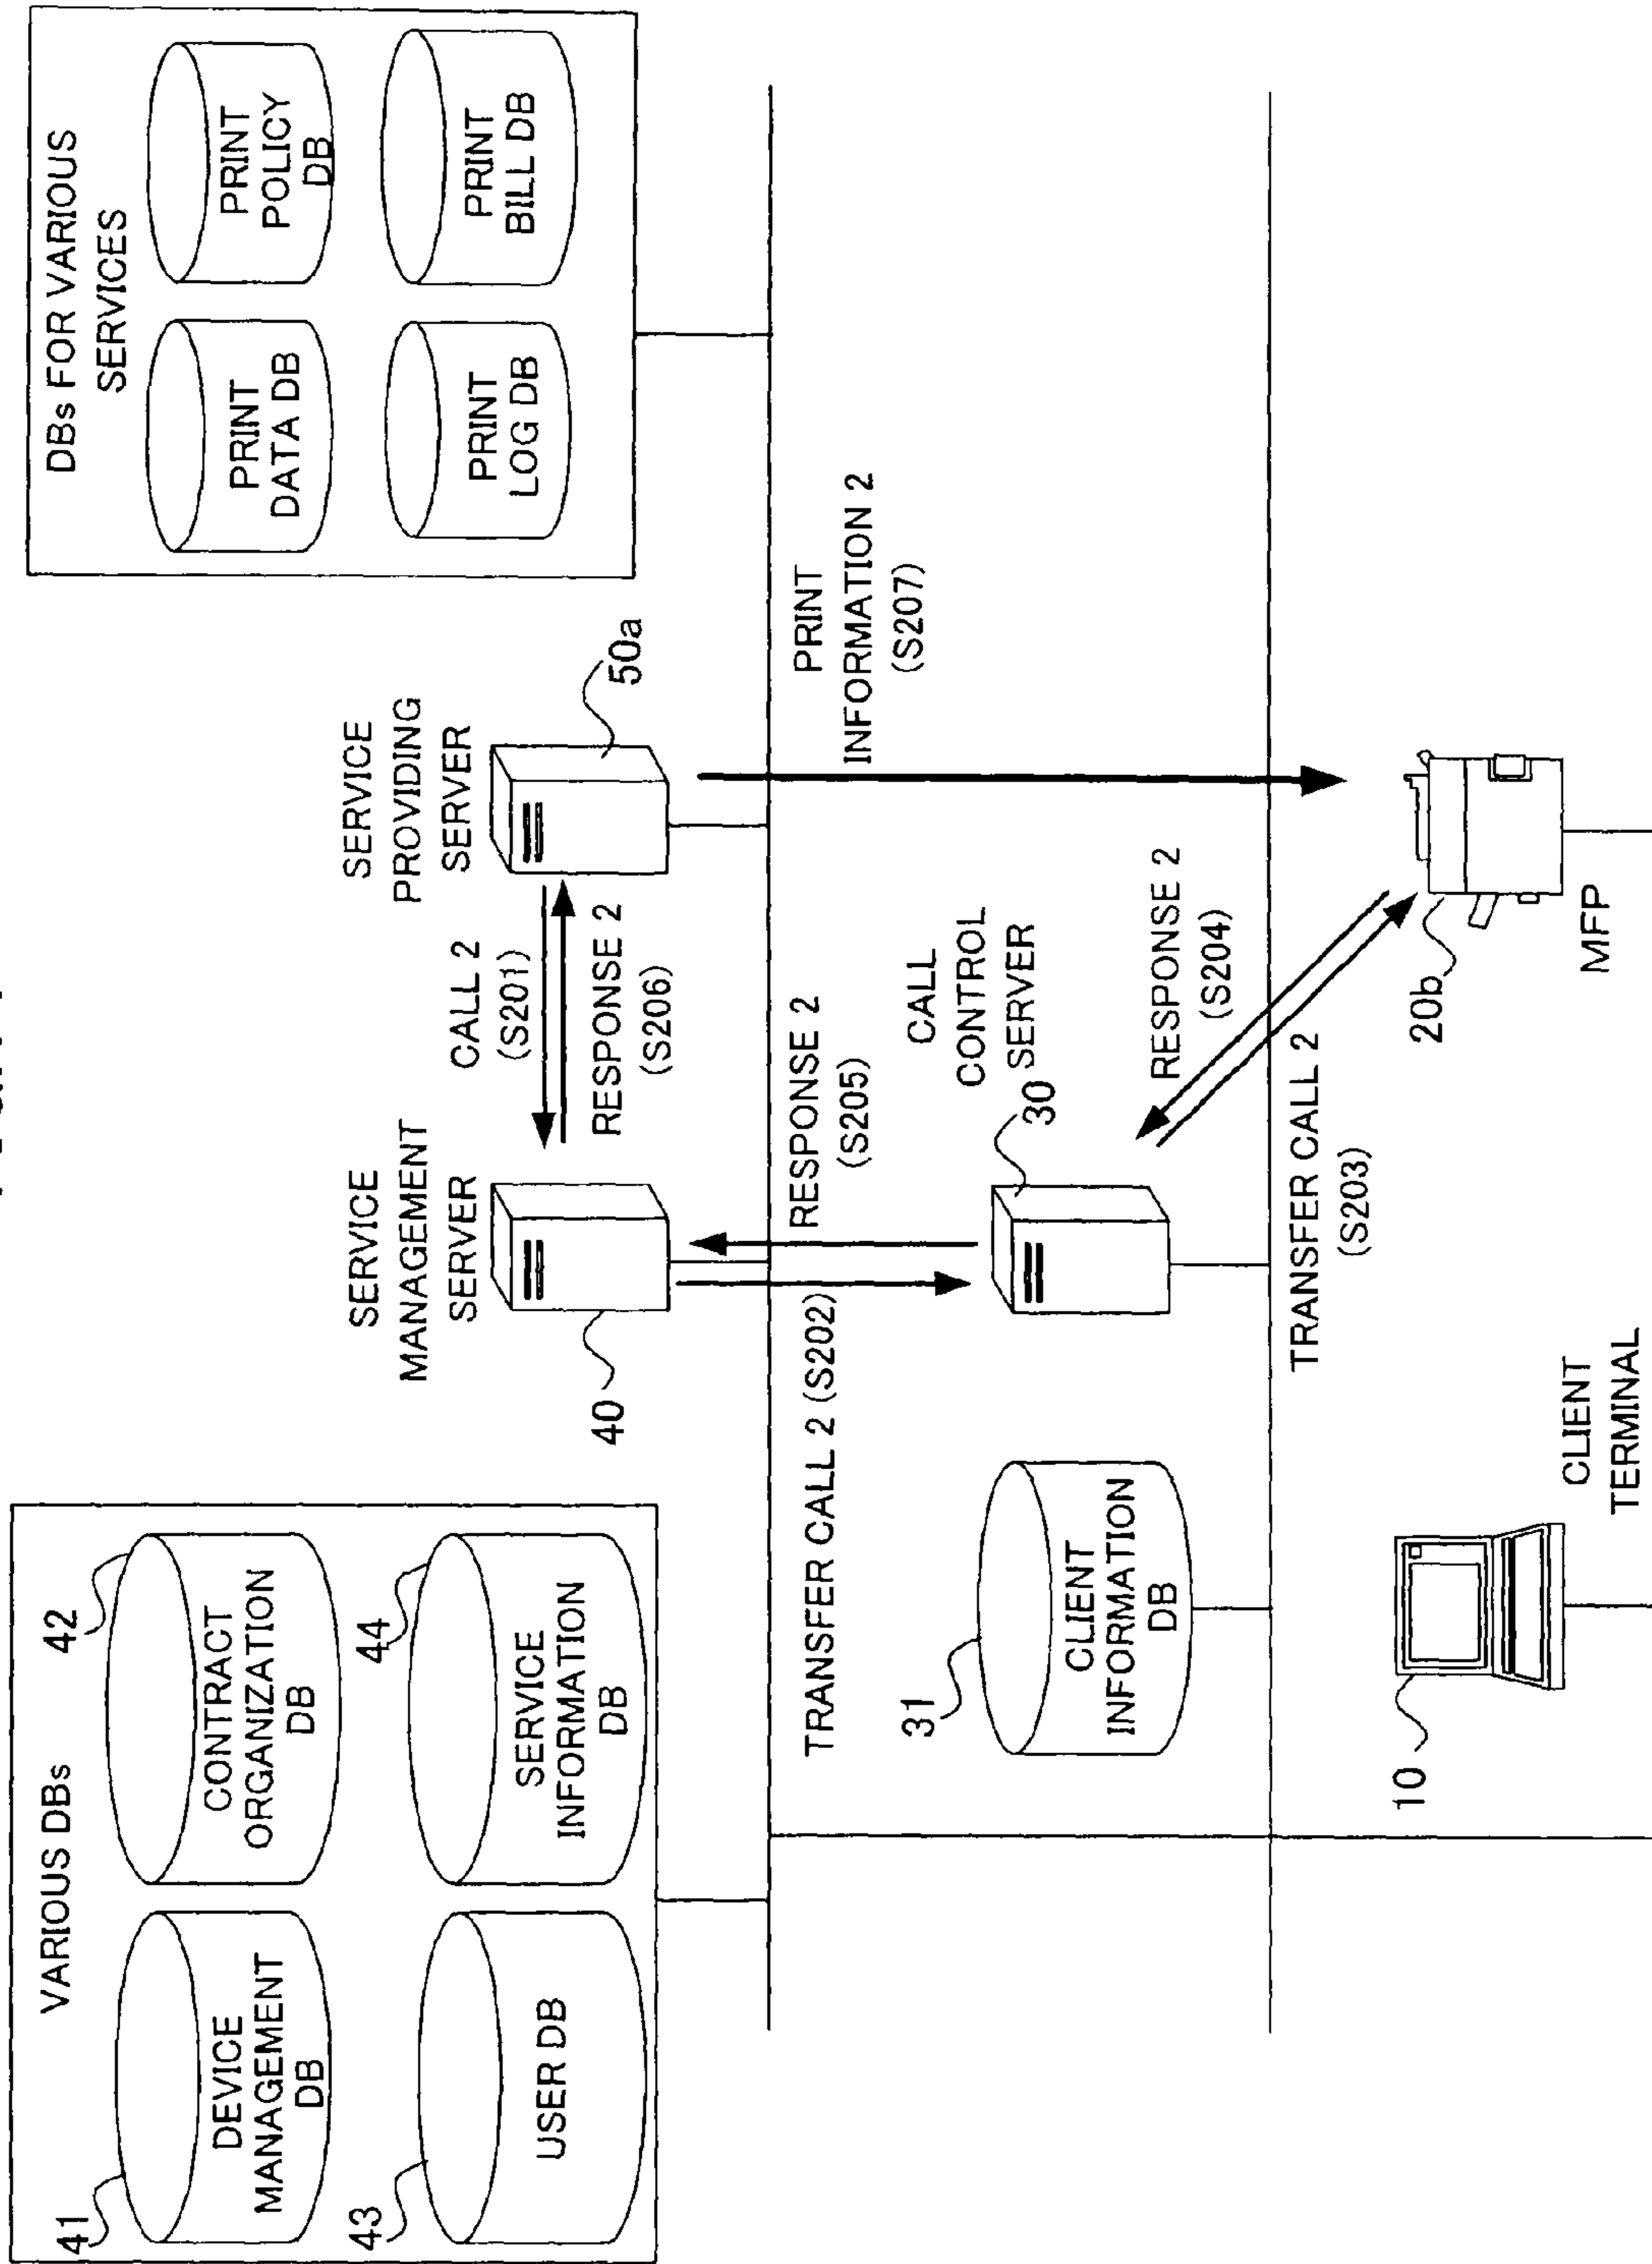 VARIOUS DBs
41
DEVICE
MANAGEMENT
DB
42
CONTRACT
ORGANIZATION
DB
43
USER DB
44
SERVICE
INFORMATION
DB
SERVICE
MANAGEMENT
SERVER
40
CALL 2
(S201)
RESPONSE 2
(S206)
SERVICE
PROVIDING
SERVER
50a
DBs FOR VARIOUS
SERVICES
PRINT
DATA DB
PRINT
POLICY
DB
PRINT
LOG DB
PRINT
BILL DB
TRANSFER CALL 2 (S202)
RESPONSE 2
(S205)
PRINT
INFORMATION 2
(S207)
31
CLIENT
INFORMATION
DB
30
CALL
CONTROL
SERVER
RESPONSE 2
(S204)
TRANSFER CALL 2
(S203)
10
CLIENT
TERMINAL
20b
MFP